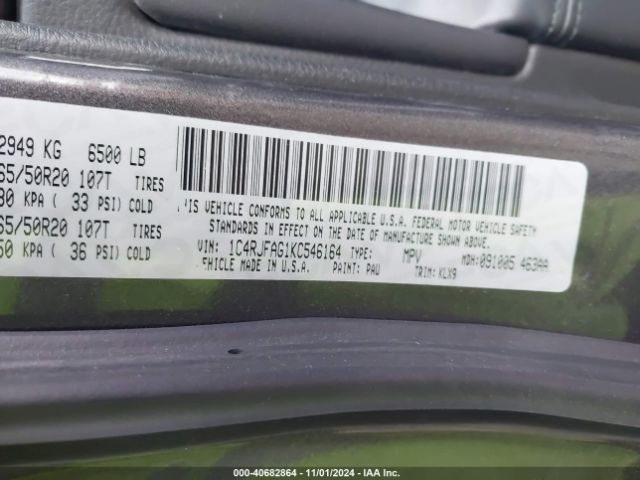 2949 KG 6500 LB
65/50R20 107T TIRES
30 KPA ( 33 PSI) COLD
65/50R20 107T TIRES
50 KPA ( 36 PSI) COLD
IS VEHICLE CONFORMS TO ALL APPLICABLE U.S.A. FEDERAL MOTOR VEHICLE SAFETY
STANDARDS IN EFFECT ON THE DATE OF MANUFACTURE SHOWN ABOVE.
VIN: 1C4RJFAG1KC546164 TYPE: MPV MDH: 091005 463AA
VEHICLE MADE IN U.S.A. PAINT: PAU TRIM: KLX9
000-40682864 - 11/01/2024 - IAA Inc.